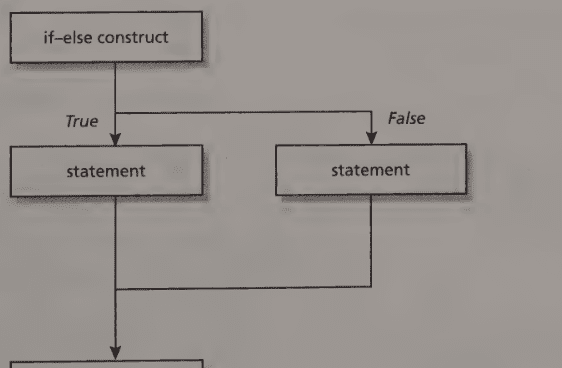 if–else construct
True
False
statement
statement